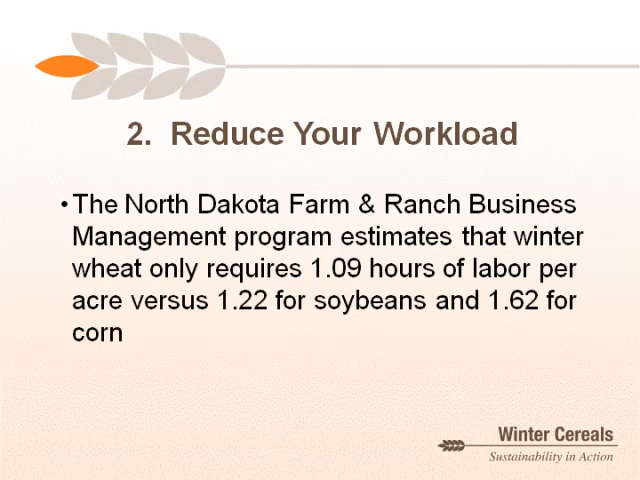 2. Reduce Your Workload
• The North Dakota Farm & Ranch Business
Management program estimates that winter
wheat only requires 1.09 hours of labor per
acre versus 1.22 for soybeans and 1.62 for
corn
Winter Cereals
Sustainability in Action